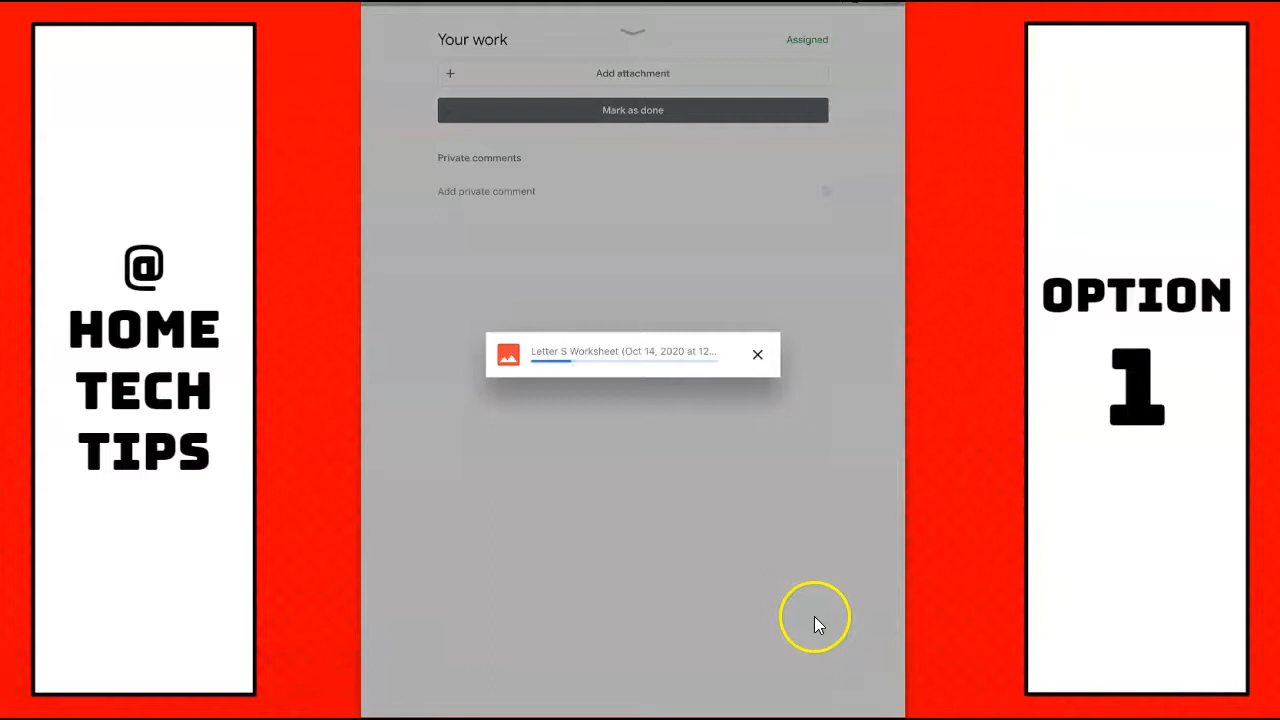 @
HOME
TECH
TIPS
Your work
Assigned
+ Add attachment
Mark as done
Private comments
Add private comment
Letter S Worksheet (Oct 14, 2020 at 12...
OPTION
1